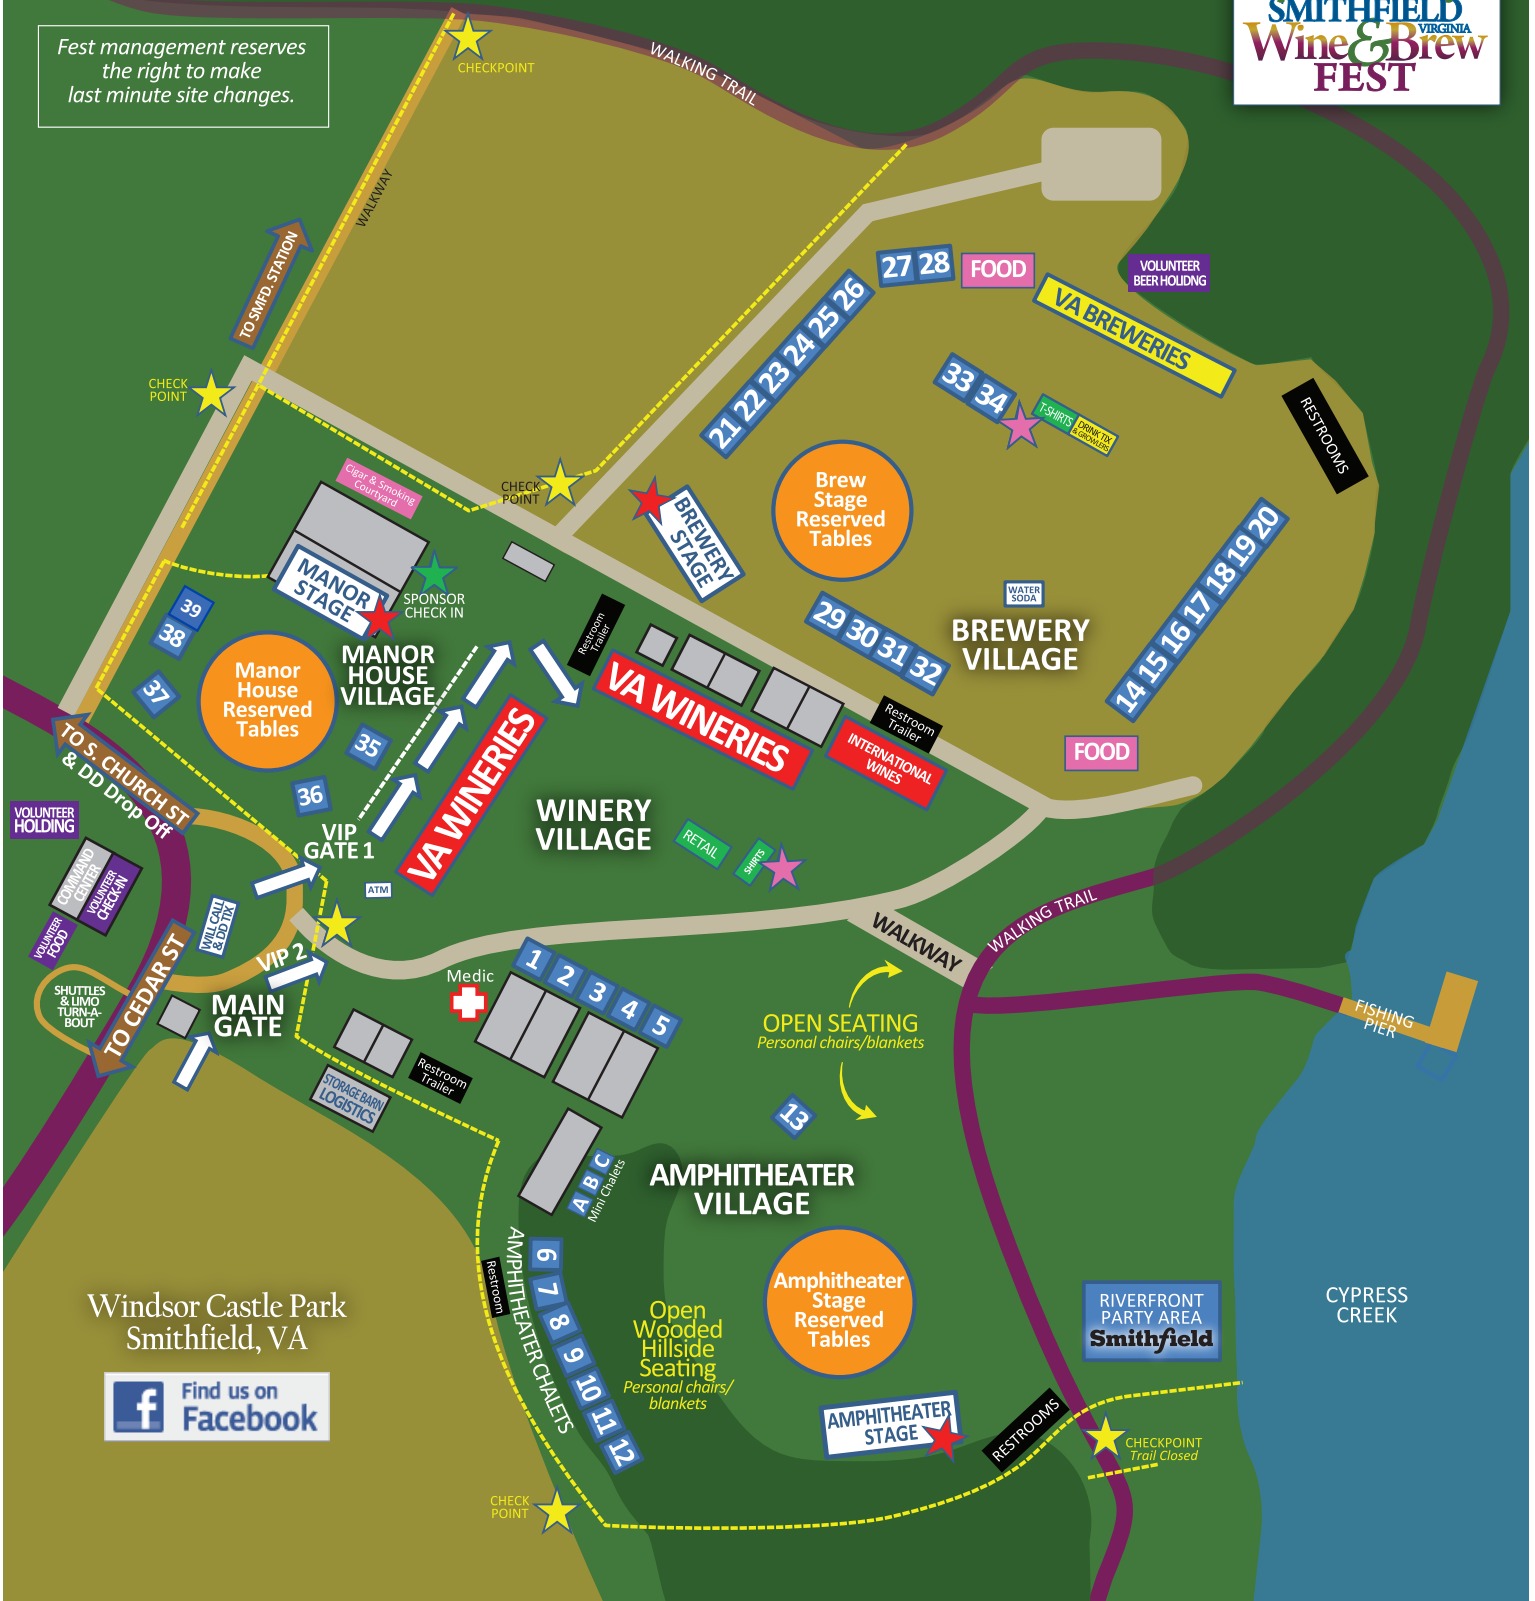 Fest management reserves
the right to make
last minute site changes.
SMITHFIELD
VIRGINIA
Wine & Brew
FEST
CHECKPOINT
WALKING TRAIL
WALKWAY
TO SMFD. STATION
CHECK
POINT
27 28
FOOD
VOLUNTEER
BEER HOLIDNG
VA BREWERIES
21 22 23 24 25 26
33 34
T-SHIRTS
DRINK TIX
& GROWLERS
RESTROOMS
Cigar & Smoking
Courtyard
CHECK
POINT
Brew
Stage
Reserved
Tables
BREWERY
STAGE
14 15 16 17 18 19 20
MANOR
STAGE
SPONSOR
CHECK IN
WATER
SODA
39
38
37
Restroom
Trailer
29 30 31 32
BREWERY
VILLAGE
MANOR
HOUSE
VILLAGE
Manor
House
Reserved
Tables
35
36
VA WINERIES
VA WINERIES
Restroom
Trailer
INTERNATIONAL
WINES
FOOD
TO S. CHURCH ST
& DD Drop Off
VOLUNTEER
HOLDING
VIP
GATE 1
WINERY
VILLAGE
RETAIL
SHIRTS
ATM
COMMAND
CENTER
VOLUNTEER
CHECK-IN
VOLUNTEER
FOOD
WILL CALL
& DD TIX
WALKWAY
WALKING TRAIL
VIP 2
TO CEDAR ST
SHUTTLES
& LIMO
TURN-A-
BOUT
MAIN
GATE
Medic
1 2 3 4 5
OPEN SEATING
Personal chairs/blankets
FISHING
PIER
Restroom
Trailer
STORAGE BARN
LOGISTICS
13
A B C
Mini Chalets
AMPHITHEATER
VILLAGE
AMPHITHEATER CHALETS
Restroom
6
7
8
9
10
11
12
Open
Wooded
Hillside
Seating
Personal chairs/
blankets
Amphitheater
Stage
Reserved
Tables
RIVERFRONT
PARTY AREA
Smithfield
CYPRESS
CREEK
Windsor Castle Park
Smithfield, VA
Find us on
Facebook
AMPHITHEATER
STAGE
RESTROOMS
CHECKPOINT
Trail Closed
CHECK
POINT